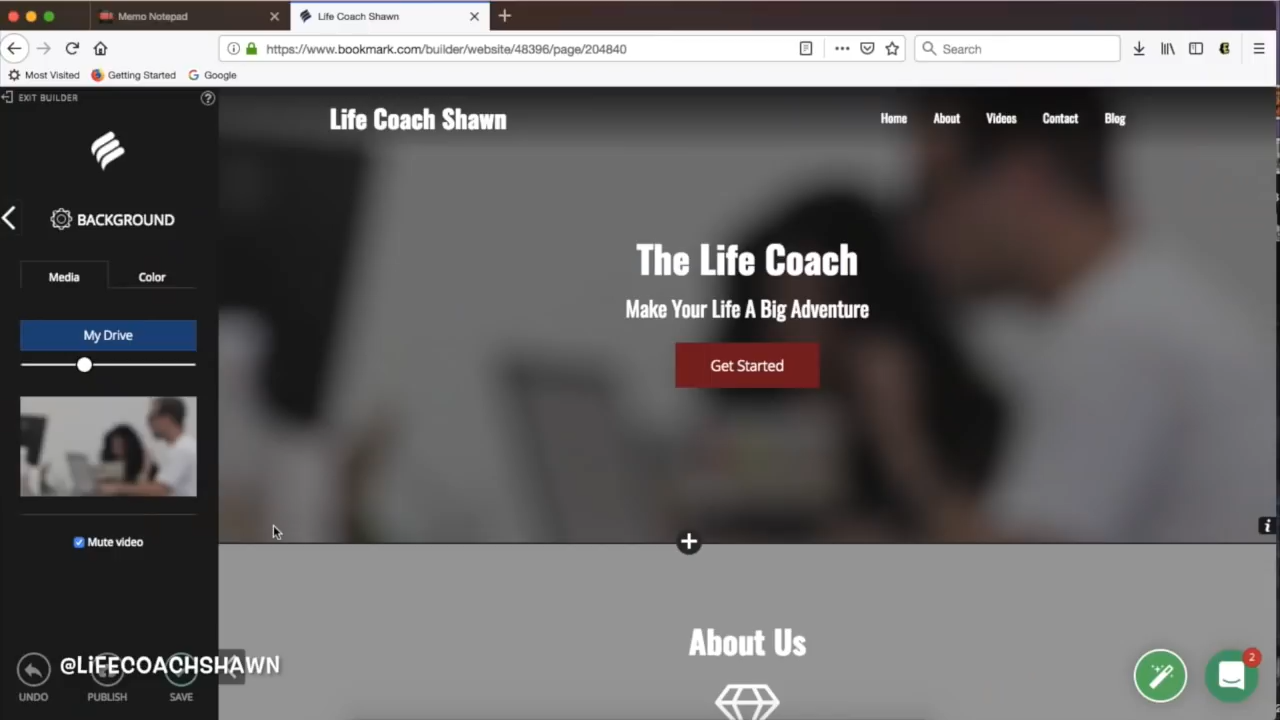 Memo Notepad
Life Coach Shawn
https://www.bookmark.com/builder/website/48396/page/204840
Search
Most Visited
Getting Started
Google
EXIT BUILDER
?
Life Coach Shawn
Home
About
Videos
Contact
Blog
BACKGROUND
Media
Color
The Life Coach
My Drive
Make Your Life A Big Adventure
Get Started
Mute video
About Us
@LiFECOACHSHAWN
2
UNDO
PUBLISH
SAVE